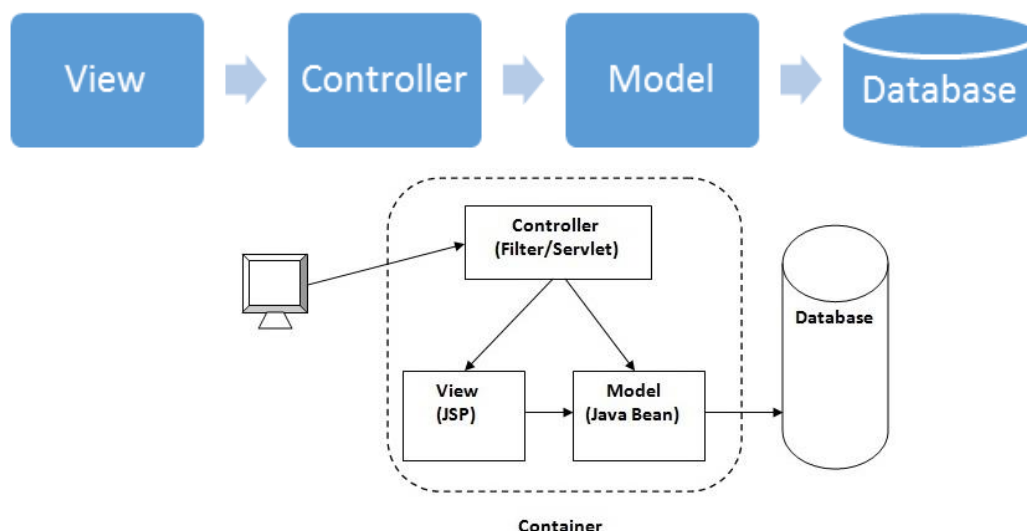 View
Controller
Model
Database
Controller
(Filter/Servlet)
Database
View
(JSP)
Model
(Java Bean)
Container